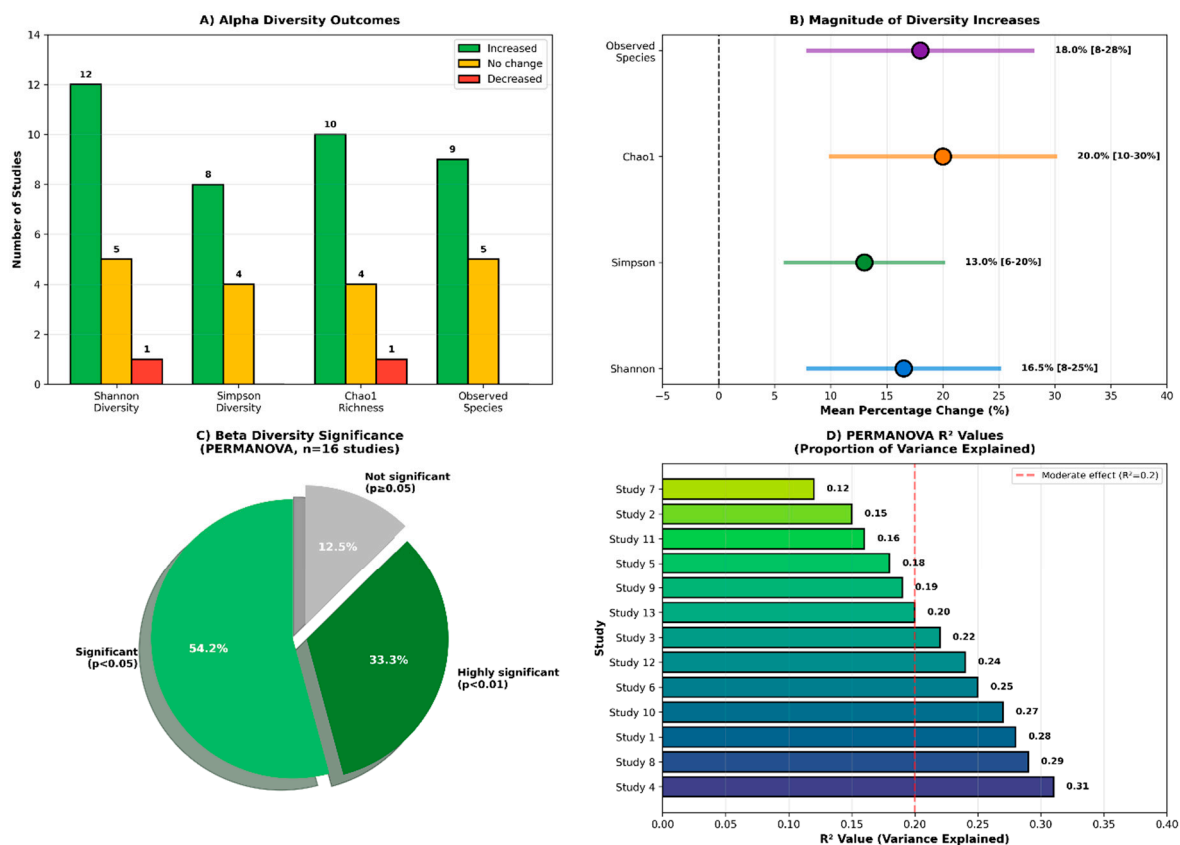 A) Alpha Diversity Outcomes
Number of Studies
14
12
10
8
6
4
2
0
Increased
No change
Decreased
12
5
1
8
4
10
4
1
9
5
Shannon
Diversity
Simpson
Diversity
Chao1
Richness
Observed
Species
B) Magnitude of Diversity Increases
Observed
Species
Chao1
Simpson
Shannon
18.0% [8-28%]
20.0% [10-30%]
13.0% [6-20%]
16.5% [8-25%]
−5
0
5
10
15
20
25
30
35
40
Mean Percentage Change (%)
C) Beta Diversity Significance
(PERMANOVA, n=16 studies)
Not significant
(p≥0.05)
12.5%
Significant
(p<0.05)
54.2%
33.3%
Highly significant
(p<0.01)
D) PERMANOVA R² Values
(Proportion of Variance Explained)
Moderate effect (R²=0.2)
Study
Study 7
0.12
Study 2
0.15
Study 11
0.16
Study 5
0.18
Study 9
0.19
Study 13
0.20
Study 3
0.22
Study 12
0.24
Study 6
0.25
Study 10
0.27
Study 1
0.28
Study 8
0.29
Study 4
0.31
0.00
0.05
0.10
0.15
0.20
0.25
0.30
0.35
0.40
R² Value (Variance Explained)